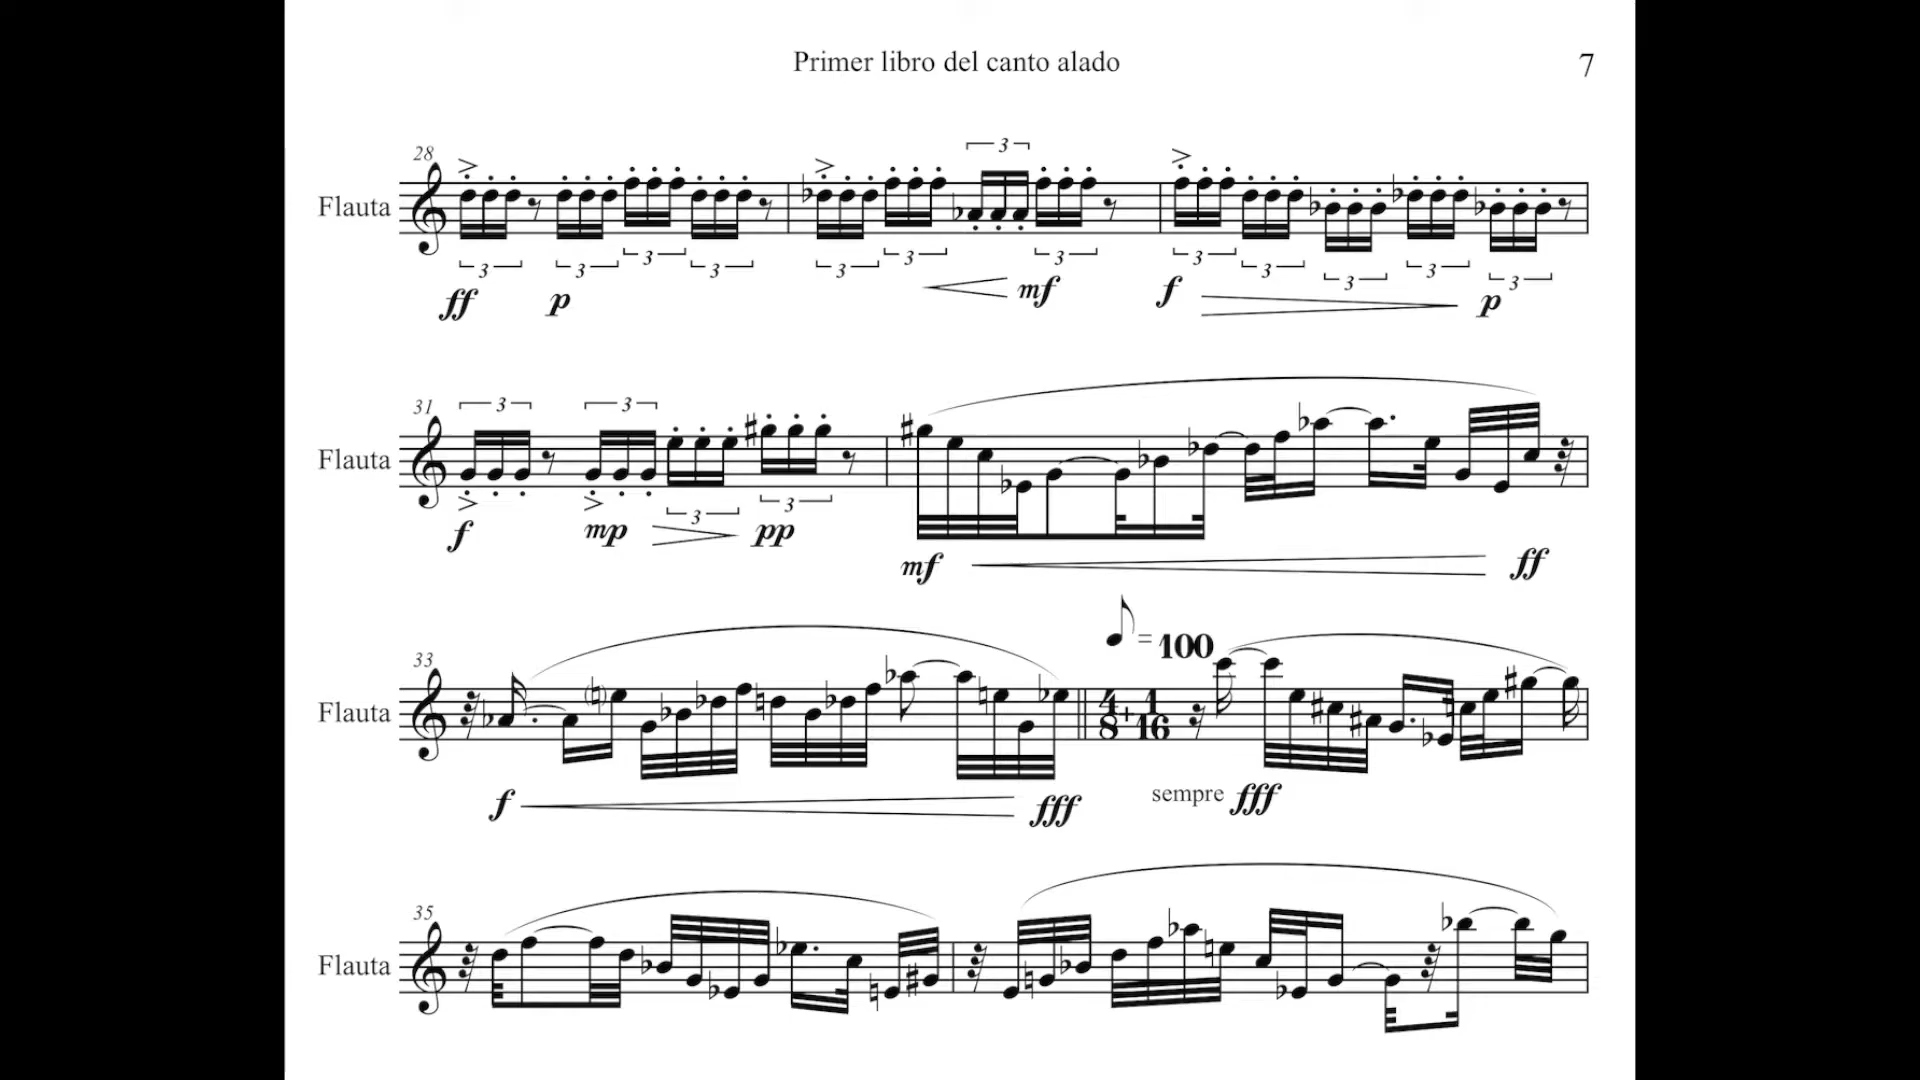 Primer libro del canto alado
7
28
3 3
Flauta
3 3 3 3 3 3 3 3 3 3 3
ff p mf f p
31
3 3
Flauta
3 3
f mp pp mf ff
33
= 100
Flauta
4/8 + 1/16
f fff sempre fff
35
Flauta